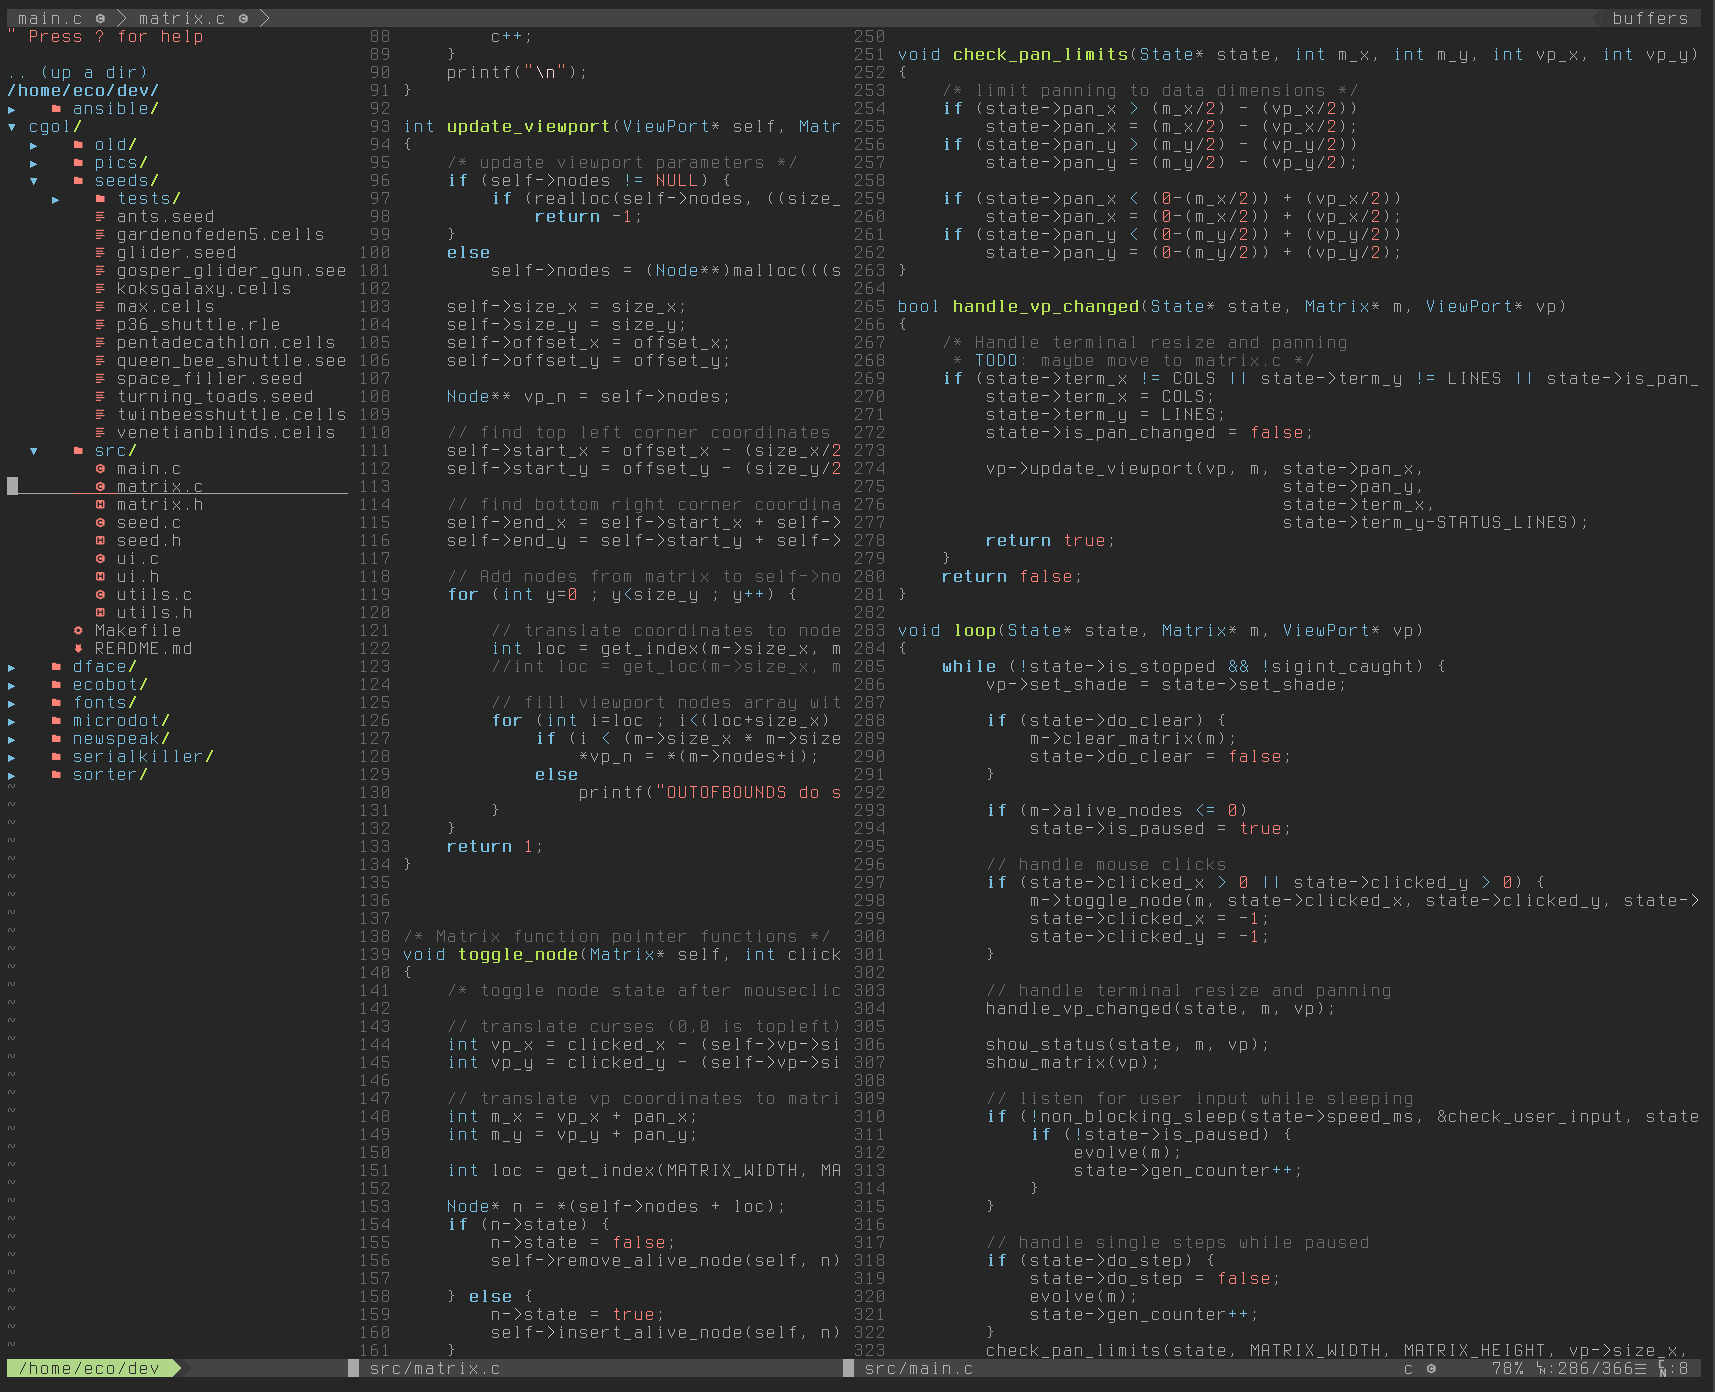 main.c matrix.c buffers
" Press ? for help
.. (up a dir)
/home/eco/dev/
▸ ansible/
▾ cgol/
▸ old/
▸ pics/
▾ seeds/
▸ tests/
ants.seed
gardenofeden5.cells
glider.seed
gosper_glider_gun.see
koksgalaxy.cells
max.cells
p36_shuttle.rle
pentadecathlon.cells
queen_bee_shuttle.see
space_filler.seed
turning_toads.seed
twinbeesshuttle.cells
venetianblinds.cells
▾ src/
main.c
matrix.c
matrix.h
seed.c
seed.h
ui.c
ui.h
utils.c
utils.h
Makefile
README.md
▸ dface/
▸ ecobot/
▸ fonts/
▸ microdot/
▸ newspeak/
▸ serialkiller/
▸ sorter/
/home/eco/dev
88         c++;
89     }
90     printf("\n");
91 }
92
93 int update_viewport(ViewPort* self, Matr
94 {
95     /* update viewport parameters */
96     if (self->nodes != NULL) {
97         if (realloc(self->nodes, ((size_
98             return -1;
99     }
100     else
101         self->nodes = (Node**)malloc(((s
102
103     self->size_x = size_x;
104     self->size_y = size_y;
105     self->offset_x = offset_x;
106     self->offset_y = offset_y;
107
108     Node** vp_n = self->nodes;
109
110     // find top left corner coordinates
111     self->start_x = offset_x - (size_x/2
112     self->start_y = offset_y - (size_y/2
113
114     // find bottom right corner coordina
115     self->end_x = self->start_x + self->
116     self->end_y = self->start_y + self->
117
118     // Add nodes from matrix to self->no
119     for (int y=0 ; y<size_y ; y++) {
120
121         // translate coordinates to node
122         int loc = get_index(m->size_x, m
123         //int loc = get_loc(m->size_x, m
124
125         // fill viewport nodes array wit
126         for (int i=loc ; i<(loc+size_x)
127             if (i < (m->size_x * m->size
128                 *vp_n = *(m->nodes+i);
129             else
130                 printf("OUTOFBOUNDS do s
131         }
132     }
133     return 1;
134 }
135
136
137
138 /* Matrix function pointer functions */
139 void toggle_node(Matrix* self, int click
140 {
141     /* toggle node state after mouseclic
142
143     // translate curses (0,0 is topleft)
144     int vp_x = clicked_x - (self->vp->si
145     int vp_y = clicked_y - (self->vp->si
146
147     // translate vp coordinates to matri
148     int m_x = vp_x + pan_x;
149     int m_y = vp_y + pan_y;
150
151     int loc = get_index(MATRIX_WIDTH, MA
152
153     Node* n = *(self->nodes + loc);
154     if (n->state) {
155         n->state = false;
156         self->remove_alive_node(self, n)
157
158     } else {
159         n->state = true;
160         self->insert_alive_node(self, n)
161     }
src/matrix.c
250
251 void check_pan_limits(State* state, int m_x, int m_y, int vp_x, int vp_y)
252 {
253     /* limit panning to data dimensions */
254     if (state->pan_x > (m_x/2) - (vp_x/2))
255         state->pan_x = (m_x/2) - (vp_x/2);
256     if (state->pan_y > (m_y/2) - (vp_y/2))
257         state->pan_y = (m_y/2) - (vp_y/2);
258
259     if (state->pan_x < (0-(m_x/2)) + (vp_x/2))
260         state->pan_x = (0-(m_x/2)) + (vp_x/2);
261     if (state->pan_y < (0-(m_y/2)) + (vp_y/2))
262         state->pan_y = (0-(m_y/2)) + (vp_y/2);
263 }
264
265 bool handle_vp_changed(State* state, Matrix* m, ViewPort* vp)
266 {
267     /* Handle terminal resize and panning
268      * TODO: maybe move to matrix.c */
269     if (state->term_x != COLS || state->term_y != LINES || state->is_pan_
270         state->term_x = COLS;
271         state->term_y = LINES;
272         state->is_pan_changed = false;
273
274         vp->update_viewport(vp, m, state->pan_x,
275                                    state->pan_y,
276                                    state->term_x,
277                                    state->term_y-STATUS_LINES);
278         return true;
279     }
280     return false;
281 }
282
283 void loop(State* state, Matrix* m, ViewPort* vp)
284 {
285     while (!state->is_stopped && !sigint_caught) {
286         vp->set_shade = state->set_shade;
287
288         if (state->do_clear) {
289             m->clear_matrix(m);
290             state->do_clear = false;
291         }
292
293         if (m->alive_nodes <= 0)
294             state->is_paused = true;
295
296         // handle mouse clicks
297         if (state->clicked_x > 0 || state->clicked_y > 0) {
298             m->toggle_node(m, state->clicked_x, state->clicked_y, state->
299             state->clicked_x = -1;
300             state->clicked_y = -1;
301         }
302
303         // handle terminal resize and panning
304         handle_vp_changed(state, m, vp);
305
306         show_status(state, m, vp);
307         show_matrix(vp);
308
309         // listen for user input while sleeping
310         if (!non_blocking_sleep(state->speed_ms, &check_user_input, state
311             if (!state->is_paused) {
312                 evolve(m);
313                 state->gen_counter++;
314             }
315         }
316
317         // handle single steps while paused
318         if (state->do_step) {
319             state->do_step = false;
320             evolve(m);
321             state->gen_counter++;
322         }
323         check_pan_limits(state, MATRIX_WIDTH, MATRIX_HEIGHT, vp->size_x,
src/main.c c 78% ␤:286/366☰ :8